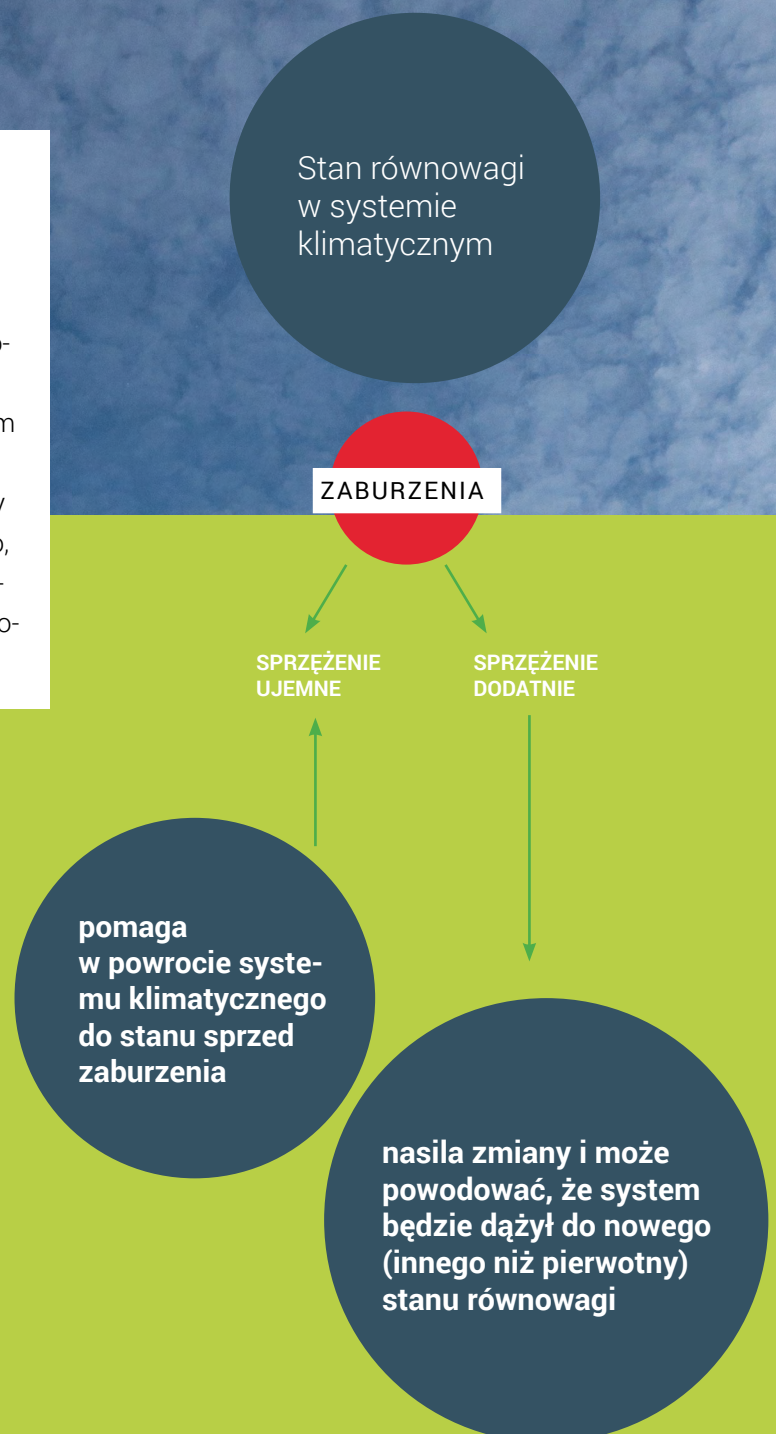 Stan równowagi
w systemie
klimatycznym
o-
m
y
o,
-
o-
ZABURZENIA
SPRZĘŻENIE
UJEMNE
SPRZĘŻENIE
DODATNIE
pomaga
w powrocie syste-
mu klimatycznego
do stanu sprzed
zaburzenia
nasila zmiany i może
powodować, że system
będzie dążył do nowego
(innego niż pierwotny)
stanu równowagi